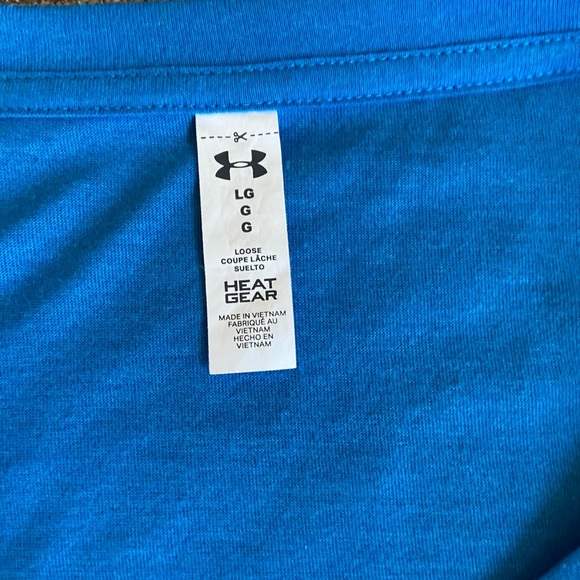 LG
G
G
LOOSE
COUPE LÂCHE
SUELTO
HEAT
GEAR
MADE IN VIETNAM
FABRIQUÉ AU
VIETNAM
HECHO EN
VIETNAM